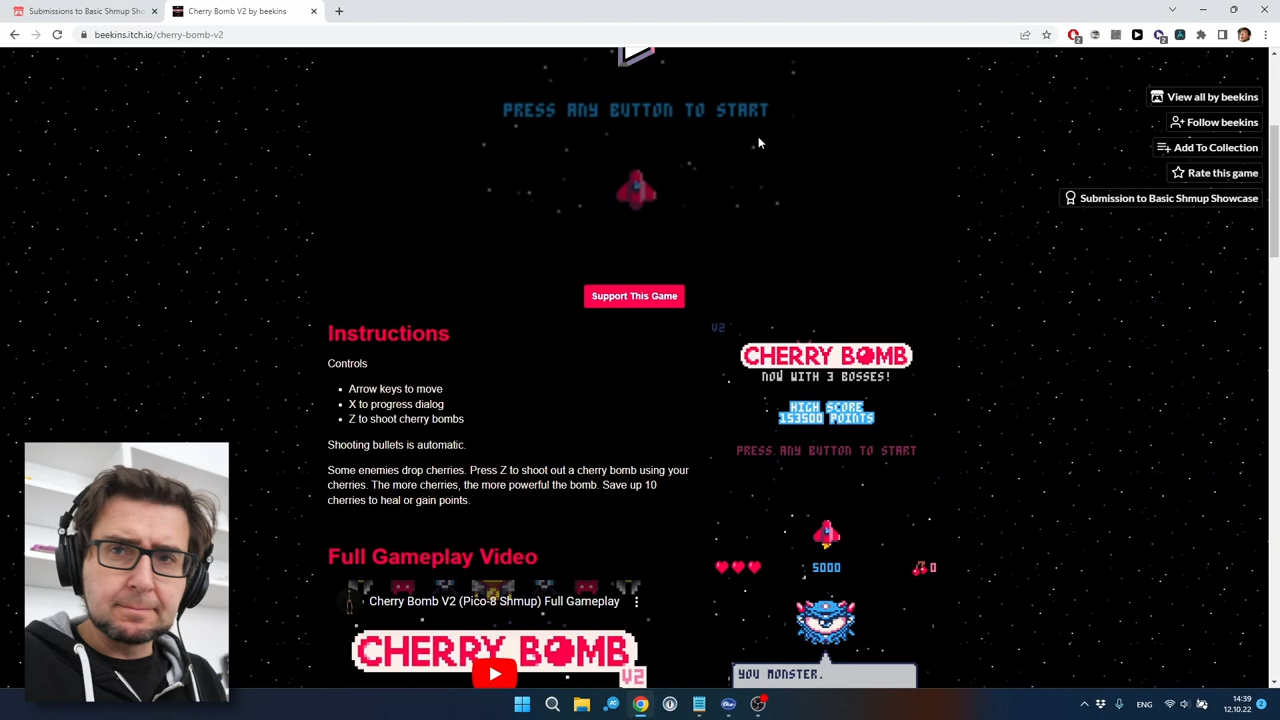 Submissions to Basic Shmup Sho
Cherry Bomb V2 by beekins
beekins.itch.io/cherry-bomb-v2
2
2
PRESS ANY BUTTON TO START
View all by beekins
Follow beekins
Add To Collection
Rate this game
Submission to Basic Shmup Showcase
Support This Game
Instructions
Controls
• Arrow keys to move
• X to progress dialog
• Z to shoot cherry bombs
Shooting bullets is automatic.
Some enemies drop cherries. Press Z to shoot out a cherry bomb using your
cherries. The more cherries, the more powerful the bomb. Save up 10
cherries to heal or gain points.
Full Gameplay Video
Cherry Bomb V2 (Pico-8 Shmup) Full Gameplay
CHERRY BOMB
V2
V2
CHERRY BOMB
NOW WITH 3 BOSSES!
HIGH SCORE
153500 POINTS
PRESS ANY BUTTON TO START
5000
0
YOU MONSTER.
ENG
14:39
12.10.22
2